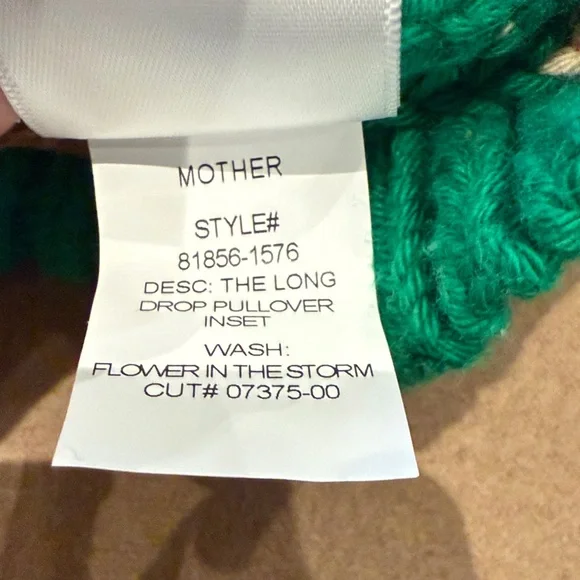 MOTHER
STYLE#
81856-1576
DESC: THE LONG
DROP PULLOVER
INSET
WASH:
FLOWER IN THE STORM
CUT# 07375-00